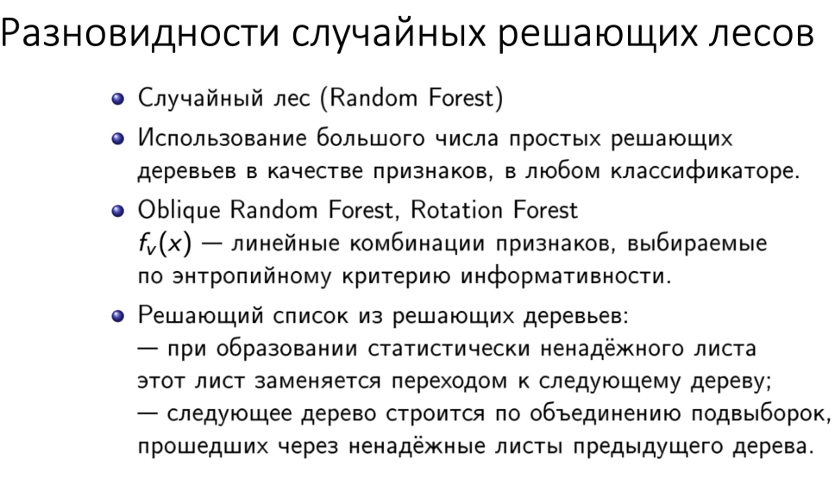 Разновидности случайных решающих лесов
Случайный лес (Random Forest)
Использование большого числа простых решающих
деревьев в качестве признаков, в любом классификаторе.
Oblique Random Forest, Rotation Forest
fᵥ(x) — линейные комбинации признаков, выбираемые
по энтропийному критерию информативности.
Решающий список из решающих деревьев:
— при образовании статистически ненадёжного листа
этот лист заменяется переходом к следующему дереву;
— следующее дерево строится по объединению подвыборок,
прошедших через ненадёжные листы предыдущего дерева.